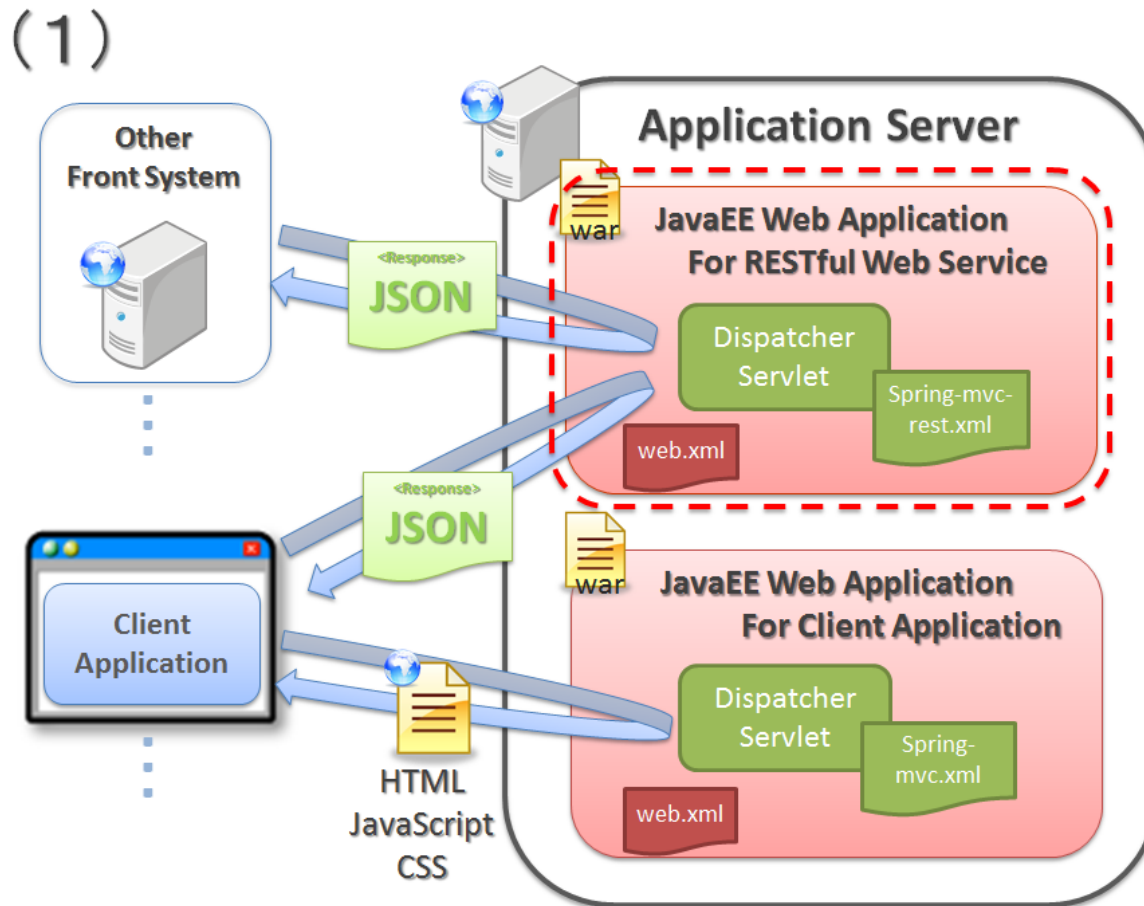 （1）
Other
Front System
Application Server
war
JavaEE Web Application
For RESTful Web Service
<Response>
JSON
Dispatcher
Servlet
Spring-mvc-
rest.xml
web.xml
<Response>
JSON
war
JavaEE Web Application
For Client Application
Client
Application
Dispatcher
Servlet
Spring-
mvc.xml
web.xml
HTML
JavaScript
CSS